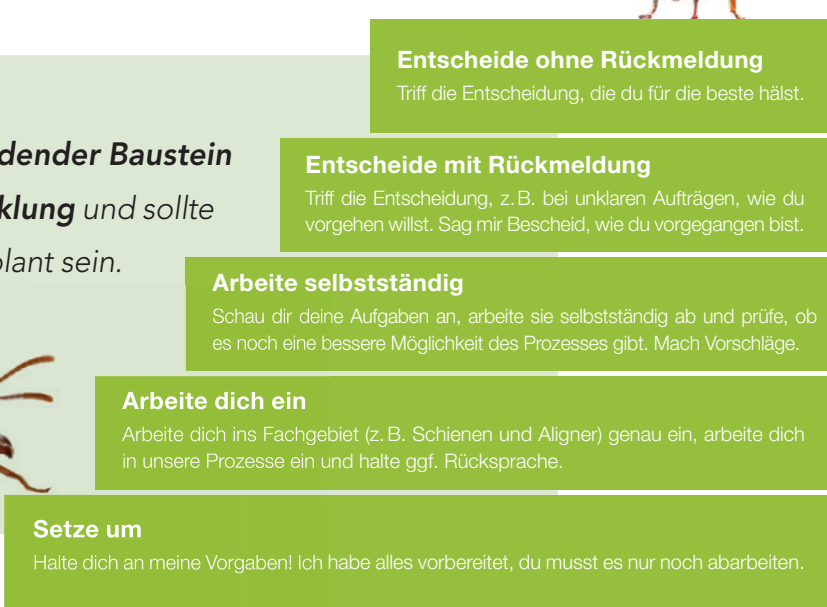 Entscheide ohne Rückmeldung
Triff die Entscheidung, die du für die beste hälst.
Baustein
und sollte
sein.
Entscheide mit Rückmeldung
Triff die Entscheidung, z. B. bei unklaren Aufträgen, wie du
vorgehen willst. Sag mir Bescheid, wie du vorgegangen bist.
Arbeite selbstständig
Schau dir deine Aufgaben an, arbeite sie selbstständig ab und prüfe, ob
es noch eine bessere Möglichkeit des Prozesses gibt. Mach Vorschläge.
Arbeite dich ein
Arbeite dich ins Fachgebiet (z. B. Schienen und Aligner) genau ein, arbeite dich
in unsere Prozesse ein und halte ggf. Rücksprache.
Setze um
Halte dich an meine Vorgaben! Ich habe alles vorbereitet, du musst es nur noch abarbeiten.